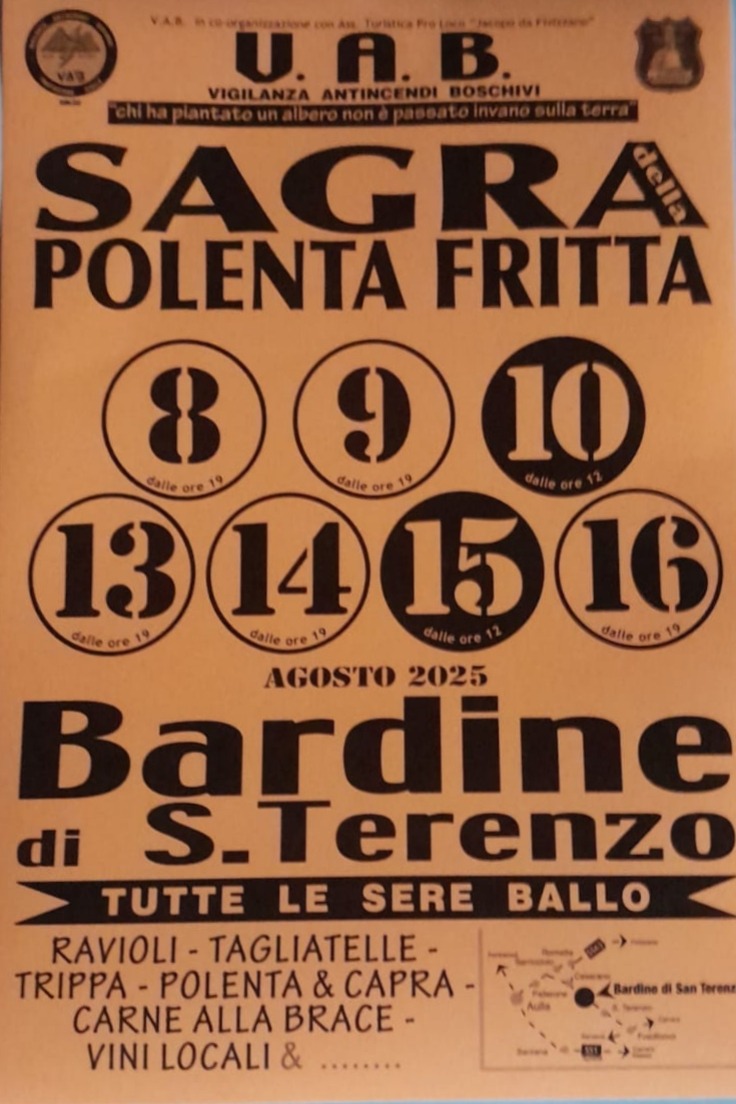 V.A.B. in co-organizzazione con Ass. Turistica Pro Loco "Jacopo da Fivizzano"
V.A.B.
VAB
VIGILANZA ANTINCENDI BOSCHIVI
"chi ha piantato un albero non è passato invano sulla terra"
SAGRA della
POLENTA FRITTA
8 9 10
dalle ore 19 dalle ore 19 dalle ore 12
13 14 15 16
dalle ore 19 dalle ore 19 dalle ore 12 dalle ore 19
AGOSTO 2025
Bardine
di S. Terenzo
TUTTE LE SERE BALLO
RAVIOLI - TAGLIATELLE -
TRIPPA - POLENTA & CAPRA -
CARNE ALLA BRACE -
VINI LOCALI & ........
Bardine di San Terenz
S. Terenzo
Aulla